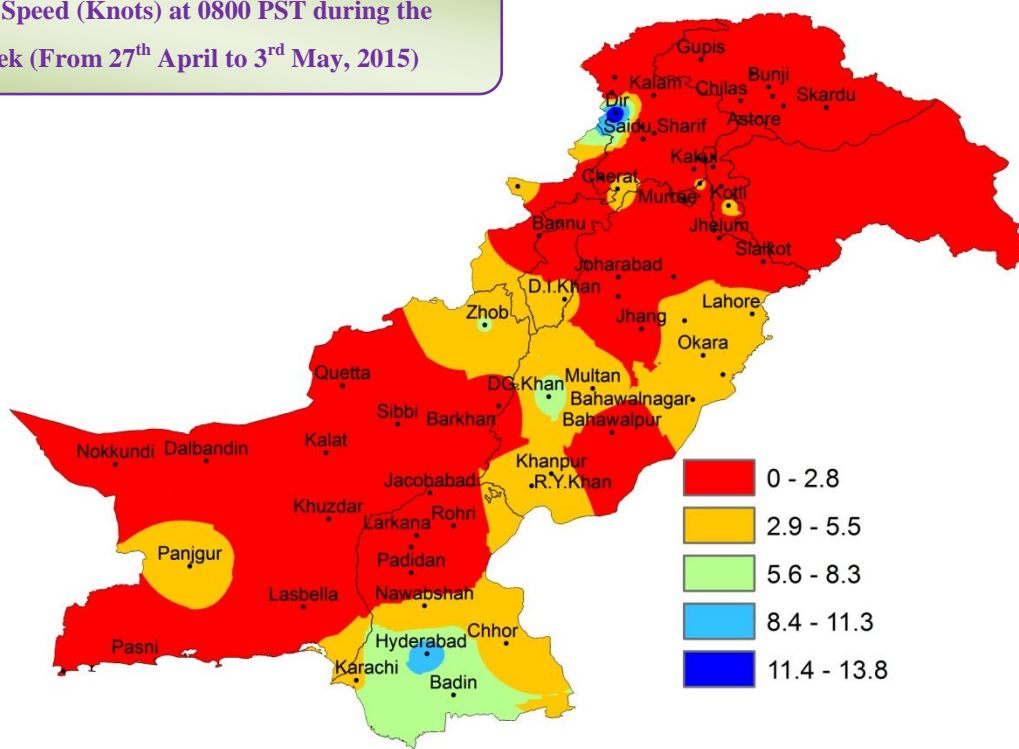 Speed (Knots) at 0800 PST during the
ek (From 27th April to 3rd May, 2015)
Gupis
Bunji
Kalam
Chilas
Skardu
Dir
Astore
Saidu Sharif
Kakul
Cherat
Murree
Kotli
Bannu
Jhelum
Sialkot
Joharabad
D.I.Khan
Lahore
Zhob
Jhang
Okara
Quetta
DG.Khan
Multan
Bahawalnagar
Sibbi
Barkhan
Bahawalpur
Kalat
Nokkundi
Dalbandin
Khanpur
Jacobabad
R.Y.Khan
Khuzdar
Larkana
Rohri
Panjgur
Padidan
Lasbella
Nawabshah
Chhor
Pasni
Hyderabad
Karachi
Badin
0 - 2.8
2.9 - 5.5
5.6 - 8.3
8.4 - 11.3
11.4 - 13.8